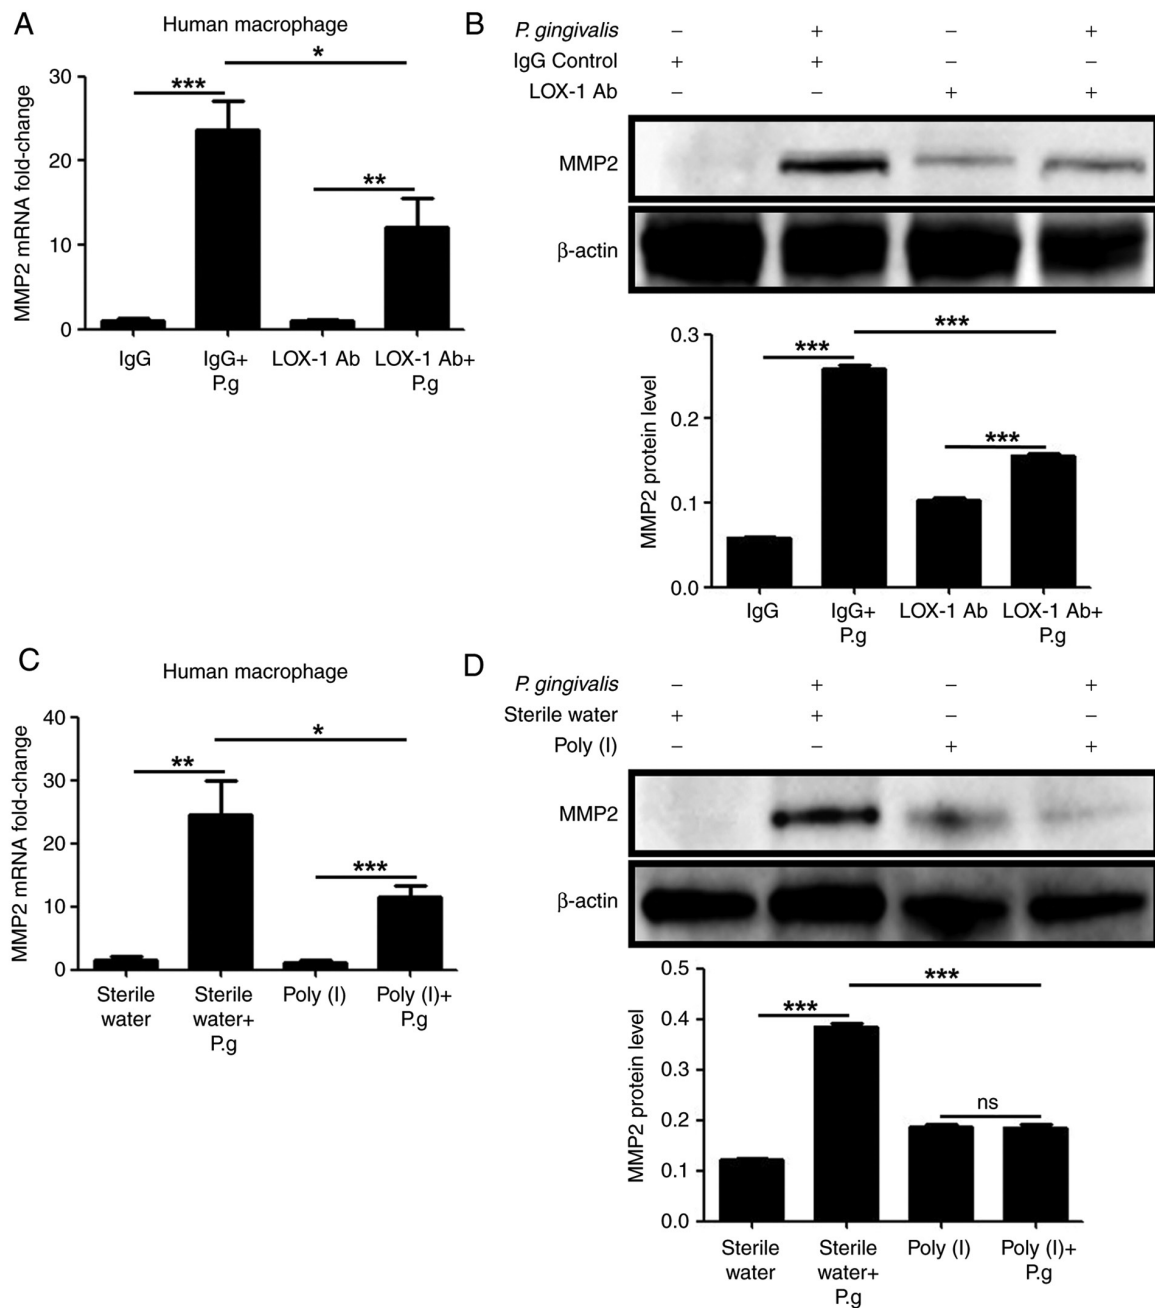 A
Human macrophage
*
***
**
MMP2 mRNA fold-change
30
20
10
0
IgG
IgG+
P.g
LOX-1 Ab
LOX-1 Ab+
P.g
B
P. gingivalis – + – +
IgG Control + + – –
LOX-1 Ab – – + +
MMP2
β-actin
***
***
***
MMP2 protein level
0.3
0.2
0.1
0.0
IgG
IgG+
P.g
LOX-1 Ab
LOX-1 Ab+
P.g
C
Human macrophage
*
**
***
MMP2 mRNA fold-change
40
30
20
10
0
Sterile
water
Sterile
water+
P.g
Poly (I)
Poly (I)+
P.g
D
P. gingivalis – + – +
Sterile water + + – –
Poly (I) – – + +
MMP2
β-actin
***
***
ns
MMP2 protein level
0.5
0.4
0.3
0.2
0.1
0.0
Sterile
water
Sterile
water+
P.g
Poly (I)
Poly (I)+
P.g